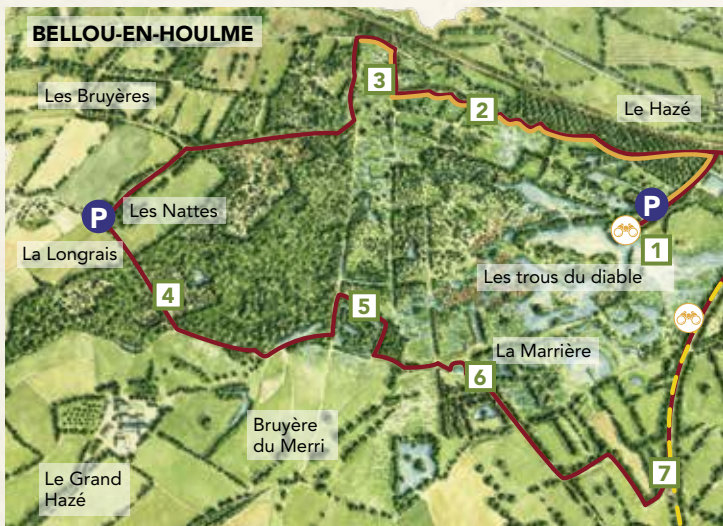 BELLOU-EN-HOULME
Les Bruyères
3
2
Le Hazé
P
Les Nattes
P
La Longrais
1
Les trous du diable
4
5
La Marrière
6
Bruyère
du Merri
Le Grand
Hazé
7